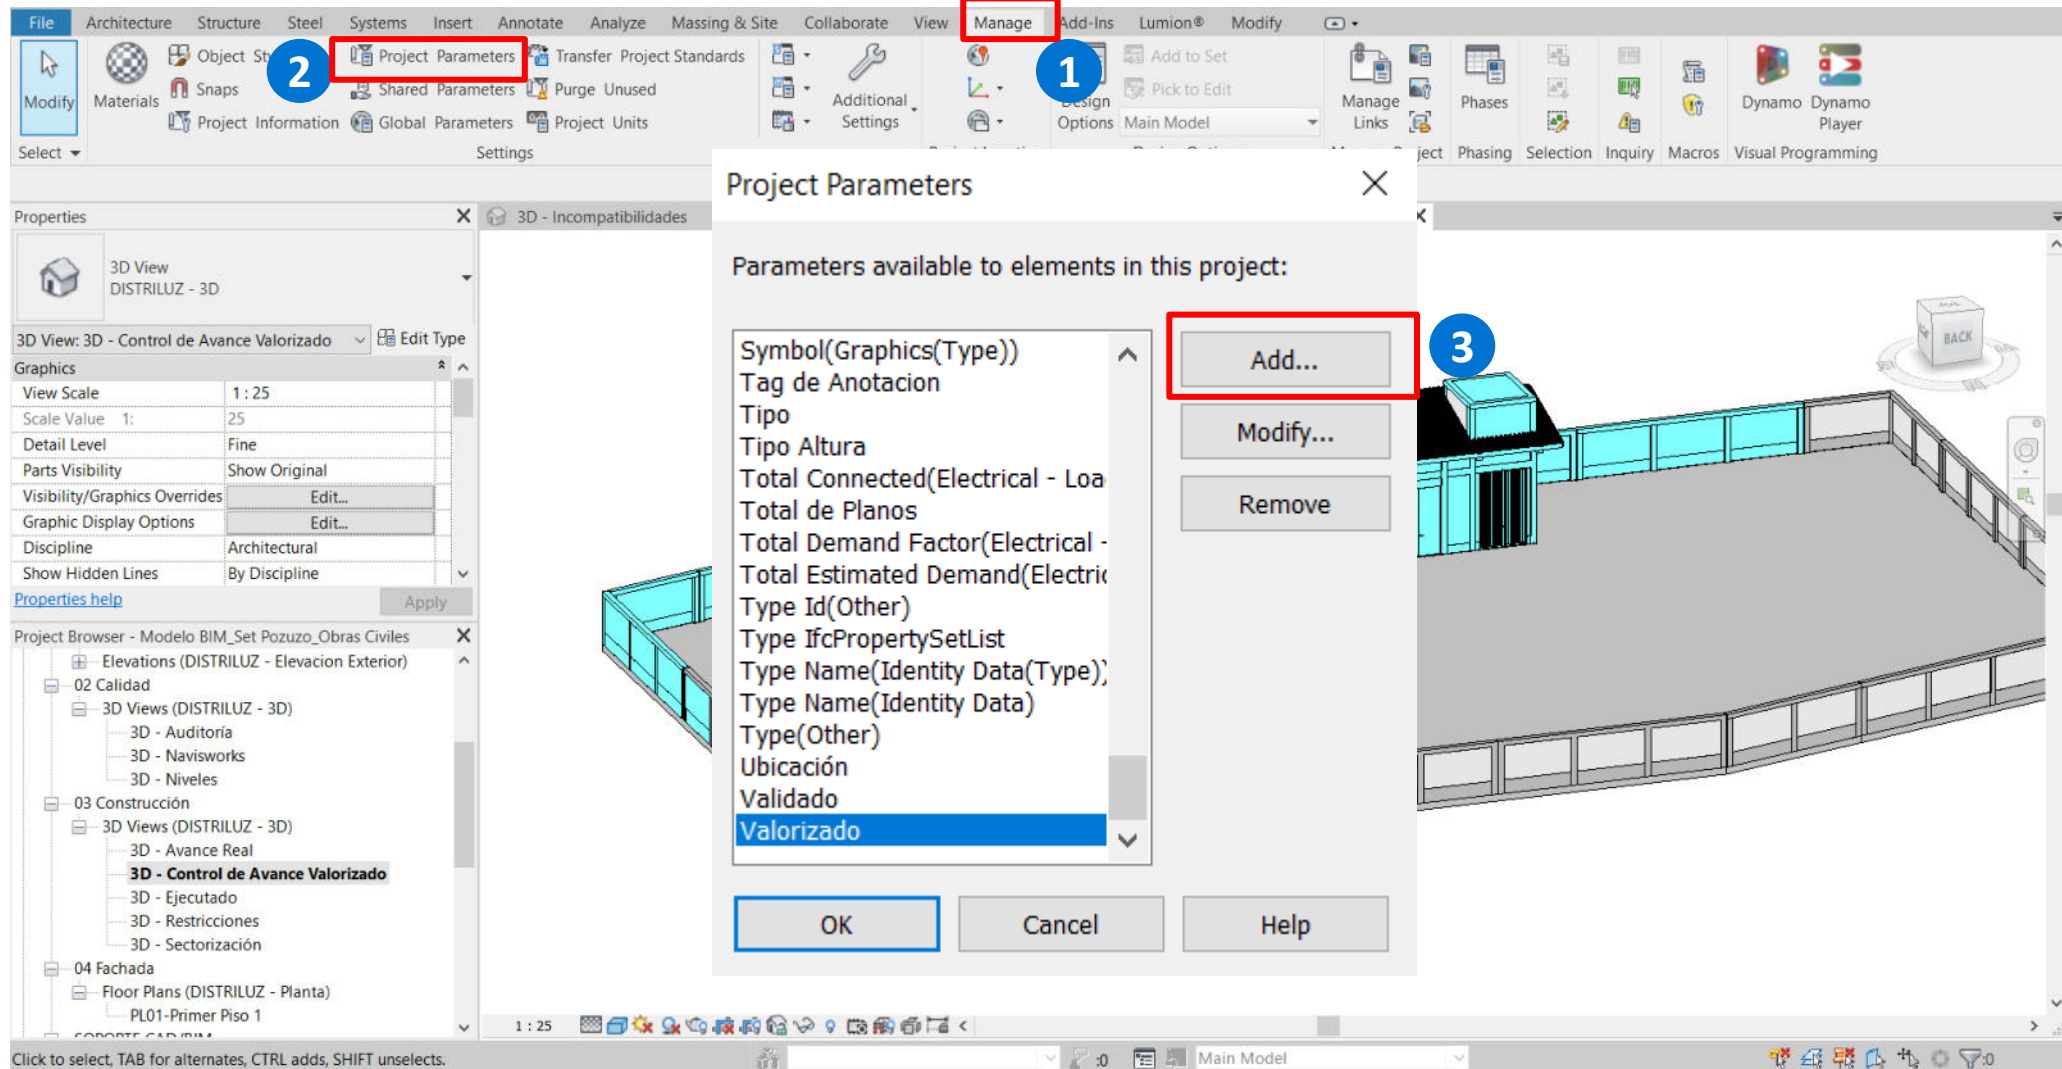 File Architecture Structure Steel Systems Insert Annotate Analyze Massing & Site Collaborate View Manage Add-Ins Lumion® Modify
Object St
2
Project Parameters
Transfer Project Standards
1
Add to Set
Snaps
Shared Parameters
Purge Unused
Pick to Edit
Modify
Materials
Additional
Settings
Design
Options
Manage
Links
Phases
Dynamo
Dynamo
Player
Project Information
Global Parameters
Project Units
Main Model
Select
Settings
ject
Phasing
Selection
Inquiry
Macros
Visual Programming
Properties
3D - Incompatibilidades
3D View
DISTRILUZ - 3D
3D View: 3D - Control de Avance Valorizado
Edit Type
Graphics
View Scale 1 : 25
Scale Value 1: 25
Detail Level Fine
Parts Visibility Show Original
Visibility/Graphics Overrides Edit...
Graphic Display Options Edit...
Discipline Architectural
Show Hidden Lines By Discipline
Properties help
Apply
Project Browser - Modelo BIM_Set Pozuzo_Obras Civiles
Elevations (DISTRILUZ - Elevacion Exterior)
02 Calidad
3D Views (DISTRILUZ - 3D)
3D - Auditoría
3D - Navisworks
3D - Niveles
03 Construcción
3D Views (DISTRILUZ - 3D)
3D - Avance Real
3D - Control de Avance Valorizado
3D - Ejecutado
3D - Restricciones
3D - Sectorización
04 Fachada
Floor Plans (DISTRILUZ - Planta)
PL01-Primer Piso 1
Project Parameters
Parameters available to elements in this project:
Symbol(Graphics(Type))
Tag de Anotacion
Tipo
Tipo Altura
Total Connected(Electrical - Loa
Total de Planos
Total Demand Factor(Electrical -
Total Estimated Demand(Electric
Type Id(Other)
Type IfcPropertySetList
Type Name(Identity Data(Type))
Type Name(Identity Data)
Type(Other)
Ubicación
Validado
Valorizado
Add...
3
Modify...
Remove
OK
Cancel
Help
BACK
1 : 25
Click to select, TAB for alternates, CTRL adds, SHIFT unselects.
:0
Main Model
:0